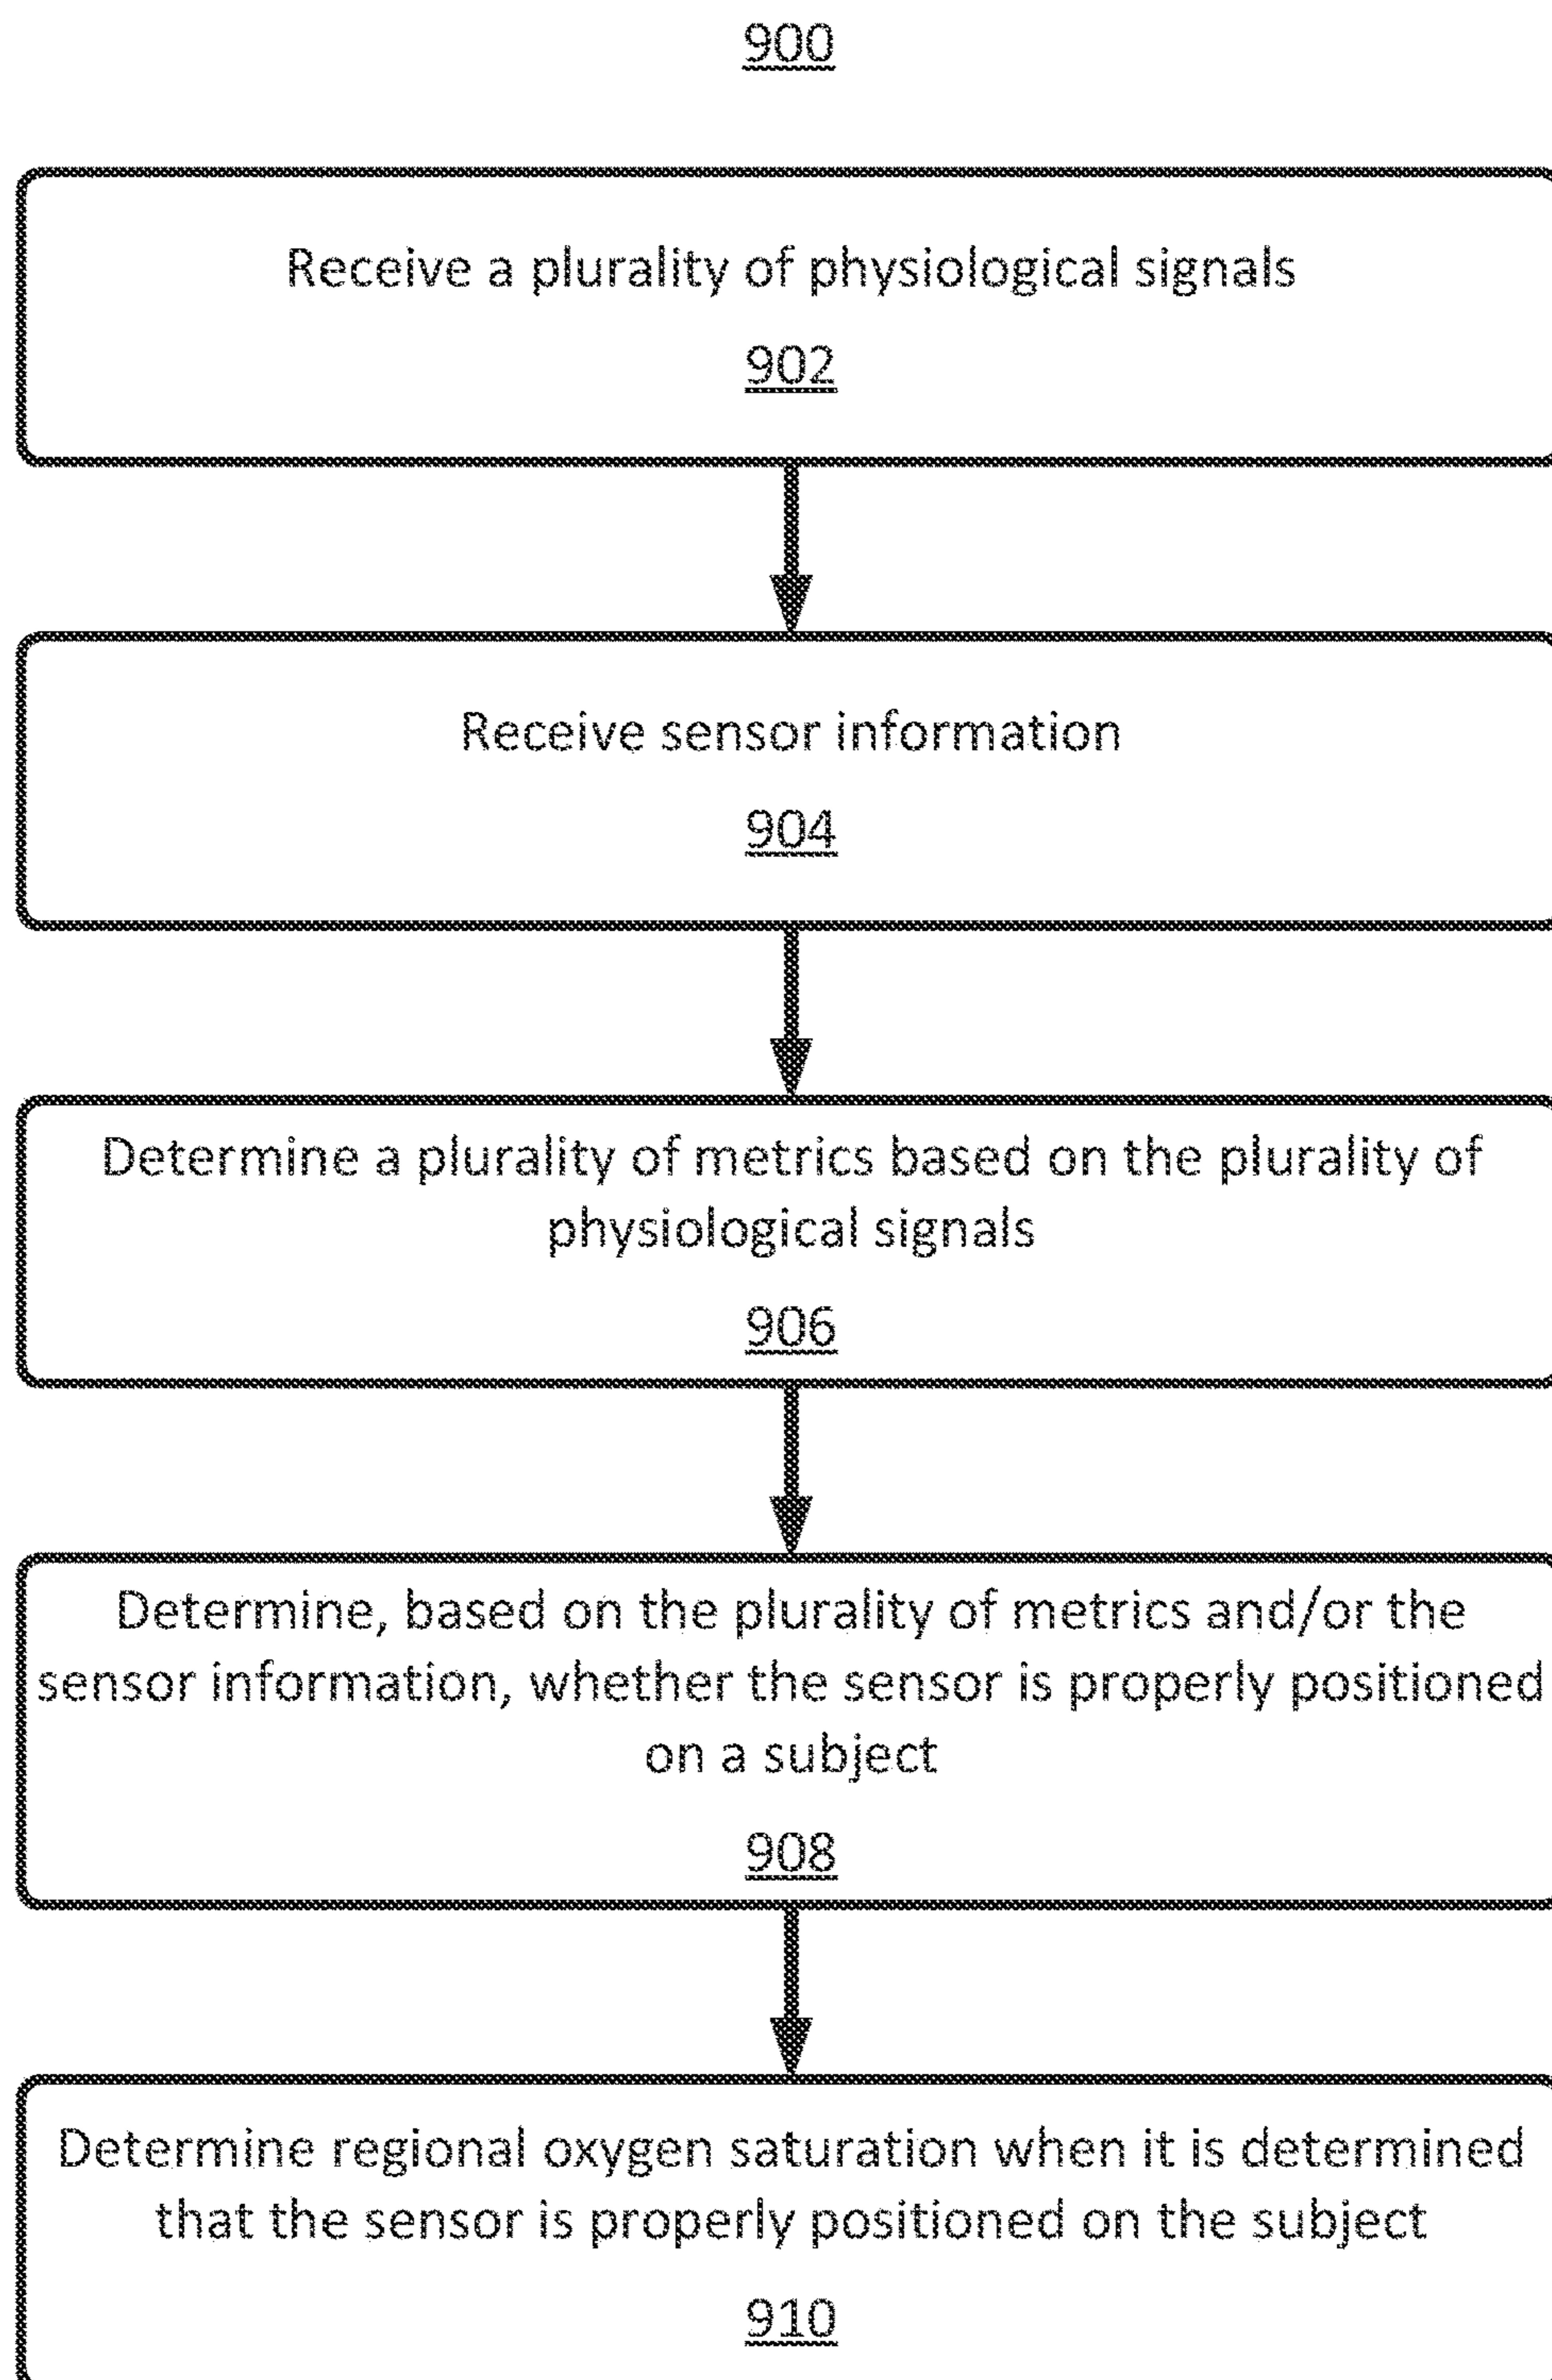 900
Receive a plurality of physiological signals
902
Receive sensor information
904
Determine a plurality of metrics based on the plurality of
physiological signals
906
Determine, based on the plurality of metrics and/or the
sensor information, whether the sensor is properly positioned
on a subject
908
Determine regional oxygen saturation when it is determined
that the sensor is properly positioned on the subject
910